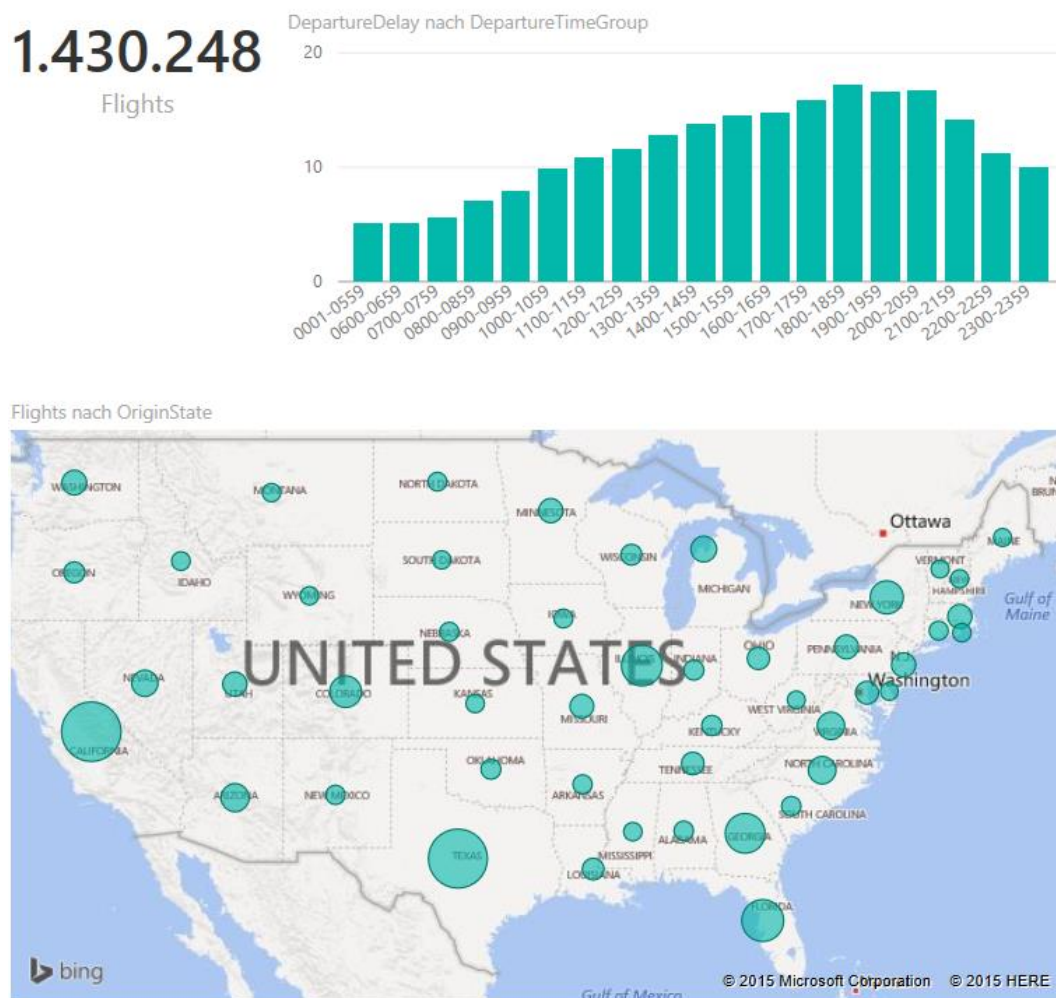 1.430.248
Flights
DepartureDelay nach DepartureTimeGroup
20
10
0
0001-0559
0600-0659
0700-0759
0800-0859
0900-0959
1000-1059
1100-1159
1200-1259
1300-1359
1400-1459
1500-1559
1600-1659
1700-1759
1800-1859
1900-1959
2000-2059
2100-2159
2200-2259
2300-2359
Flights nach OriginState
WASHINGTON
MONTANA
NORTH DAKOTA
MINNESOTA
Ottawa
MAINE
OREGON
IDAHO
WYOMING
SOUTH DAKOTA
WISCONSIN
MICHIGAN
VERMONT
HAMPSHIRE
NEW YORK
Gulf of
Maine
NEBRASKA
IOWA
UNITED STATES
ILLINOIS
INDIANA
OHIO
PENNSYLVANIA
N J
Washington
NEVADA
UTAH
COLORADO
KANSAS
MISSOURI
WEST VIRGINIA
KENTUCKY
VIRGINIA
CALIFORNIA
OKLAHOMA
TENNESSEE
NORTH CAROLINA
ARIZONA
NEW MEXICO
ARKANSAS
SOUTH CAROLINA
TEXAS
MISSISSIPPI
ALABAMA
GEORGIA
LOUISIANA
FLORIDA
bing
© 2015 Microsoft Corporation © 2015 HERE
Gulf of Mexico